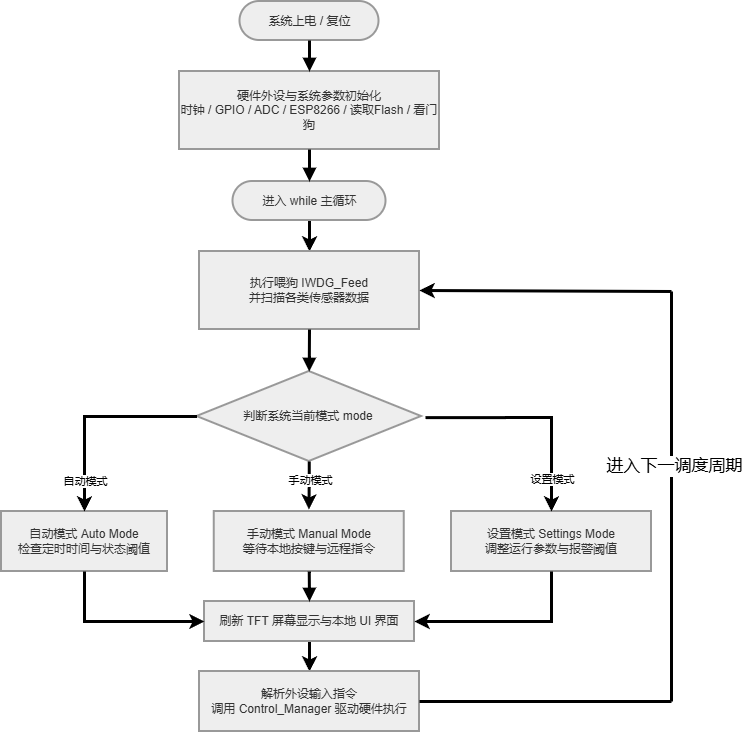 系统上电 / 复位
硬件外设与系统参数初始化
时钟 / GPIO / ADC / ESP8266 / 读取Flash / 看门
狗
进入 while 主循环
执行喂狗 IWDG_Feed
并扫描各类传感器数据
判断系统当前模式 mode
进入下一调度周期
自动模式
手动模式
设置模式
自动模式 Auto Mode
检查定时时间与状态阈值
手动模式 Manual Mode
等待本地按键与远程指令
设置模式 Settings Mode
调整运行参数与报警阈值
刷新 TFT 屏幕显示与本地 UI 界面
解析外设输入指令
调用 Control_Manager 驱动硬件执行